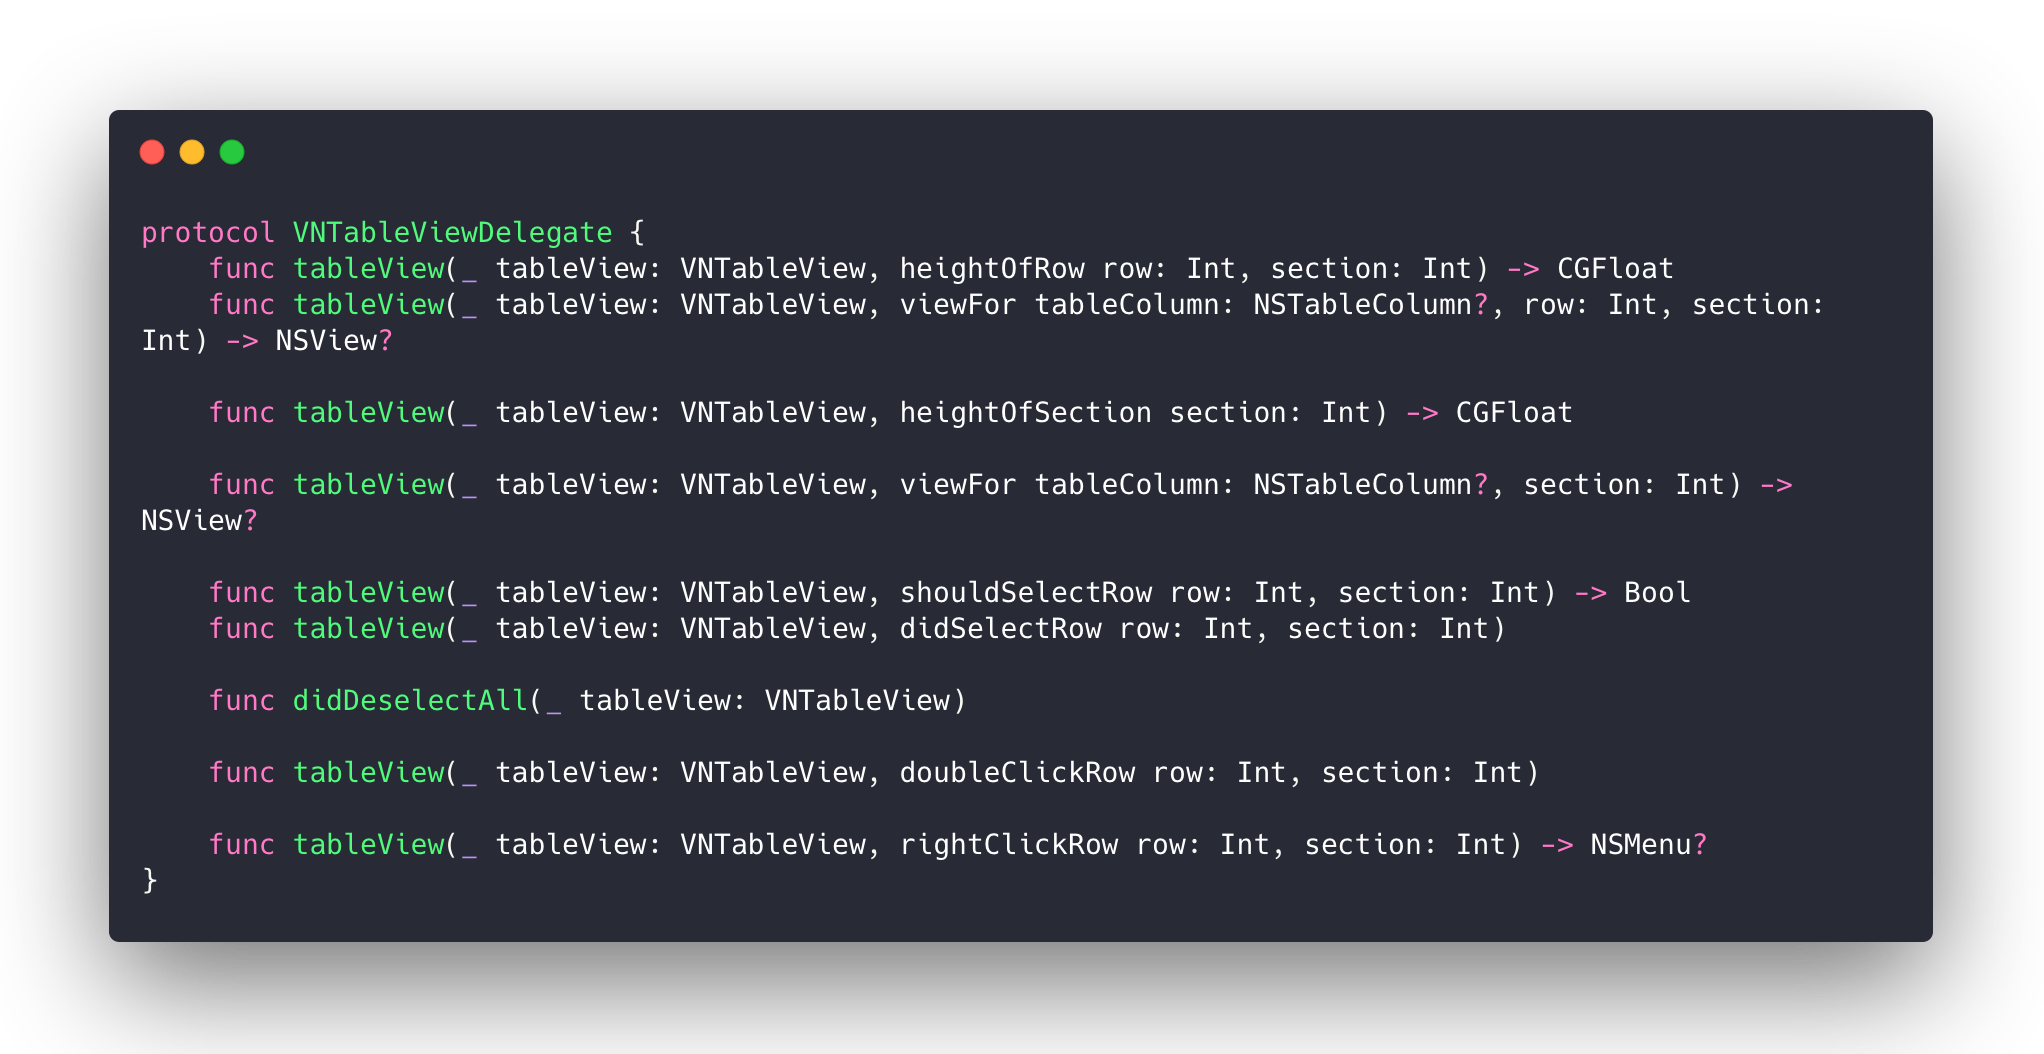 protocol VNTableViewDelegate {
    func tableView(_ tableView: VNTableView, heightOfRow row: Int, section: Int) -> CGFloat
    func tableView(_ tableView: VNTableView, viewFor tableColumn: NSTableColumn?, row: Int, section:
Int) -> NSView?

    func tableView(_ tableView: VNTableView, heightOfSection section: Int) -> CGFloat

    func tableView(_ tableView: VNTableView, viewFor tableColumn: NSTableColumn?, section: Int) ->
NSView?

    func tableView(_ tableView: VNTableView, shouldSelectRow row: Int, section: Int) -> Bool
    func tableView(_ tableView: VNTableView, didSelectRow row: Int, section: Int)

    func didDeselectAll(_ tableView: VNTableView)

    func tableView(_ tableView: VNTableView, doubleClickRow row: Int, section: Int)

    func tableView(_ tableView: VNTableView, rightClickRow row: Int, section: Int) -> NSMenu?
}